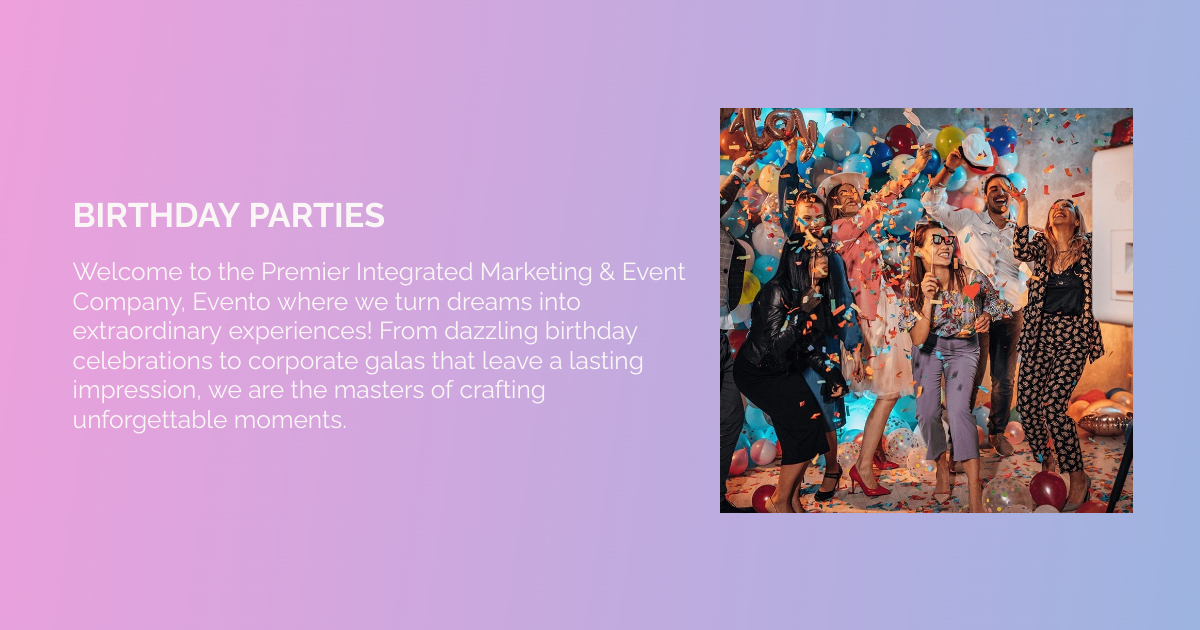 BIRTHDAY PARTIES
Welcome to the Premier Integrated Marketing & Event
Company, Evento where we turn dreams into
extraordinary experiences! From dazzling birthday
celebrations to corporate galas that leave a lasting
impression, we are the masters of crafting
unforgettable moments.